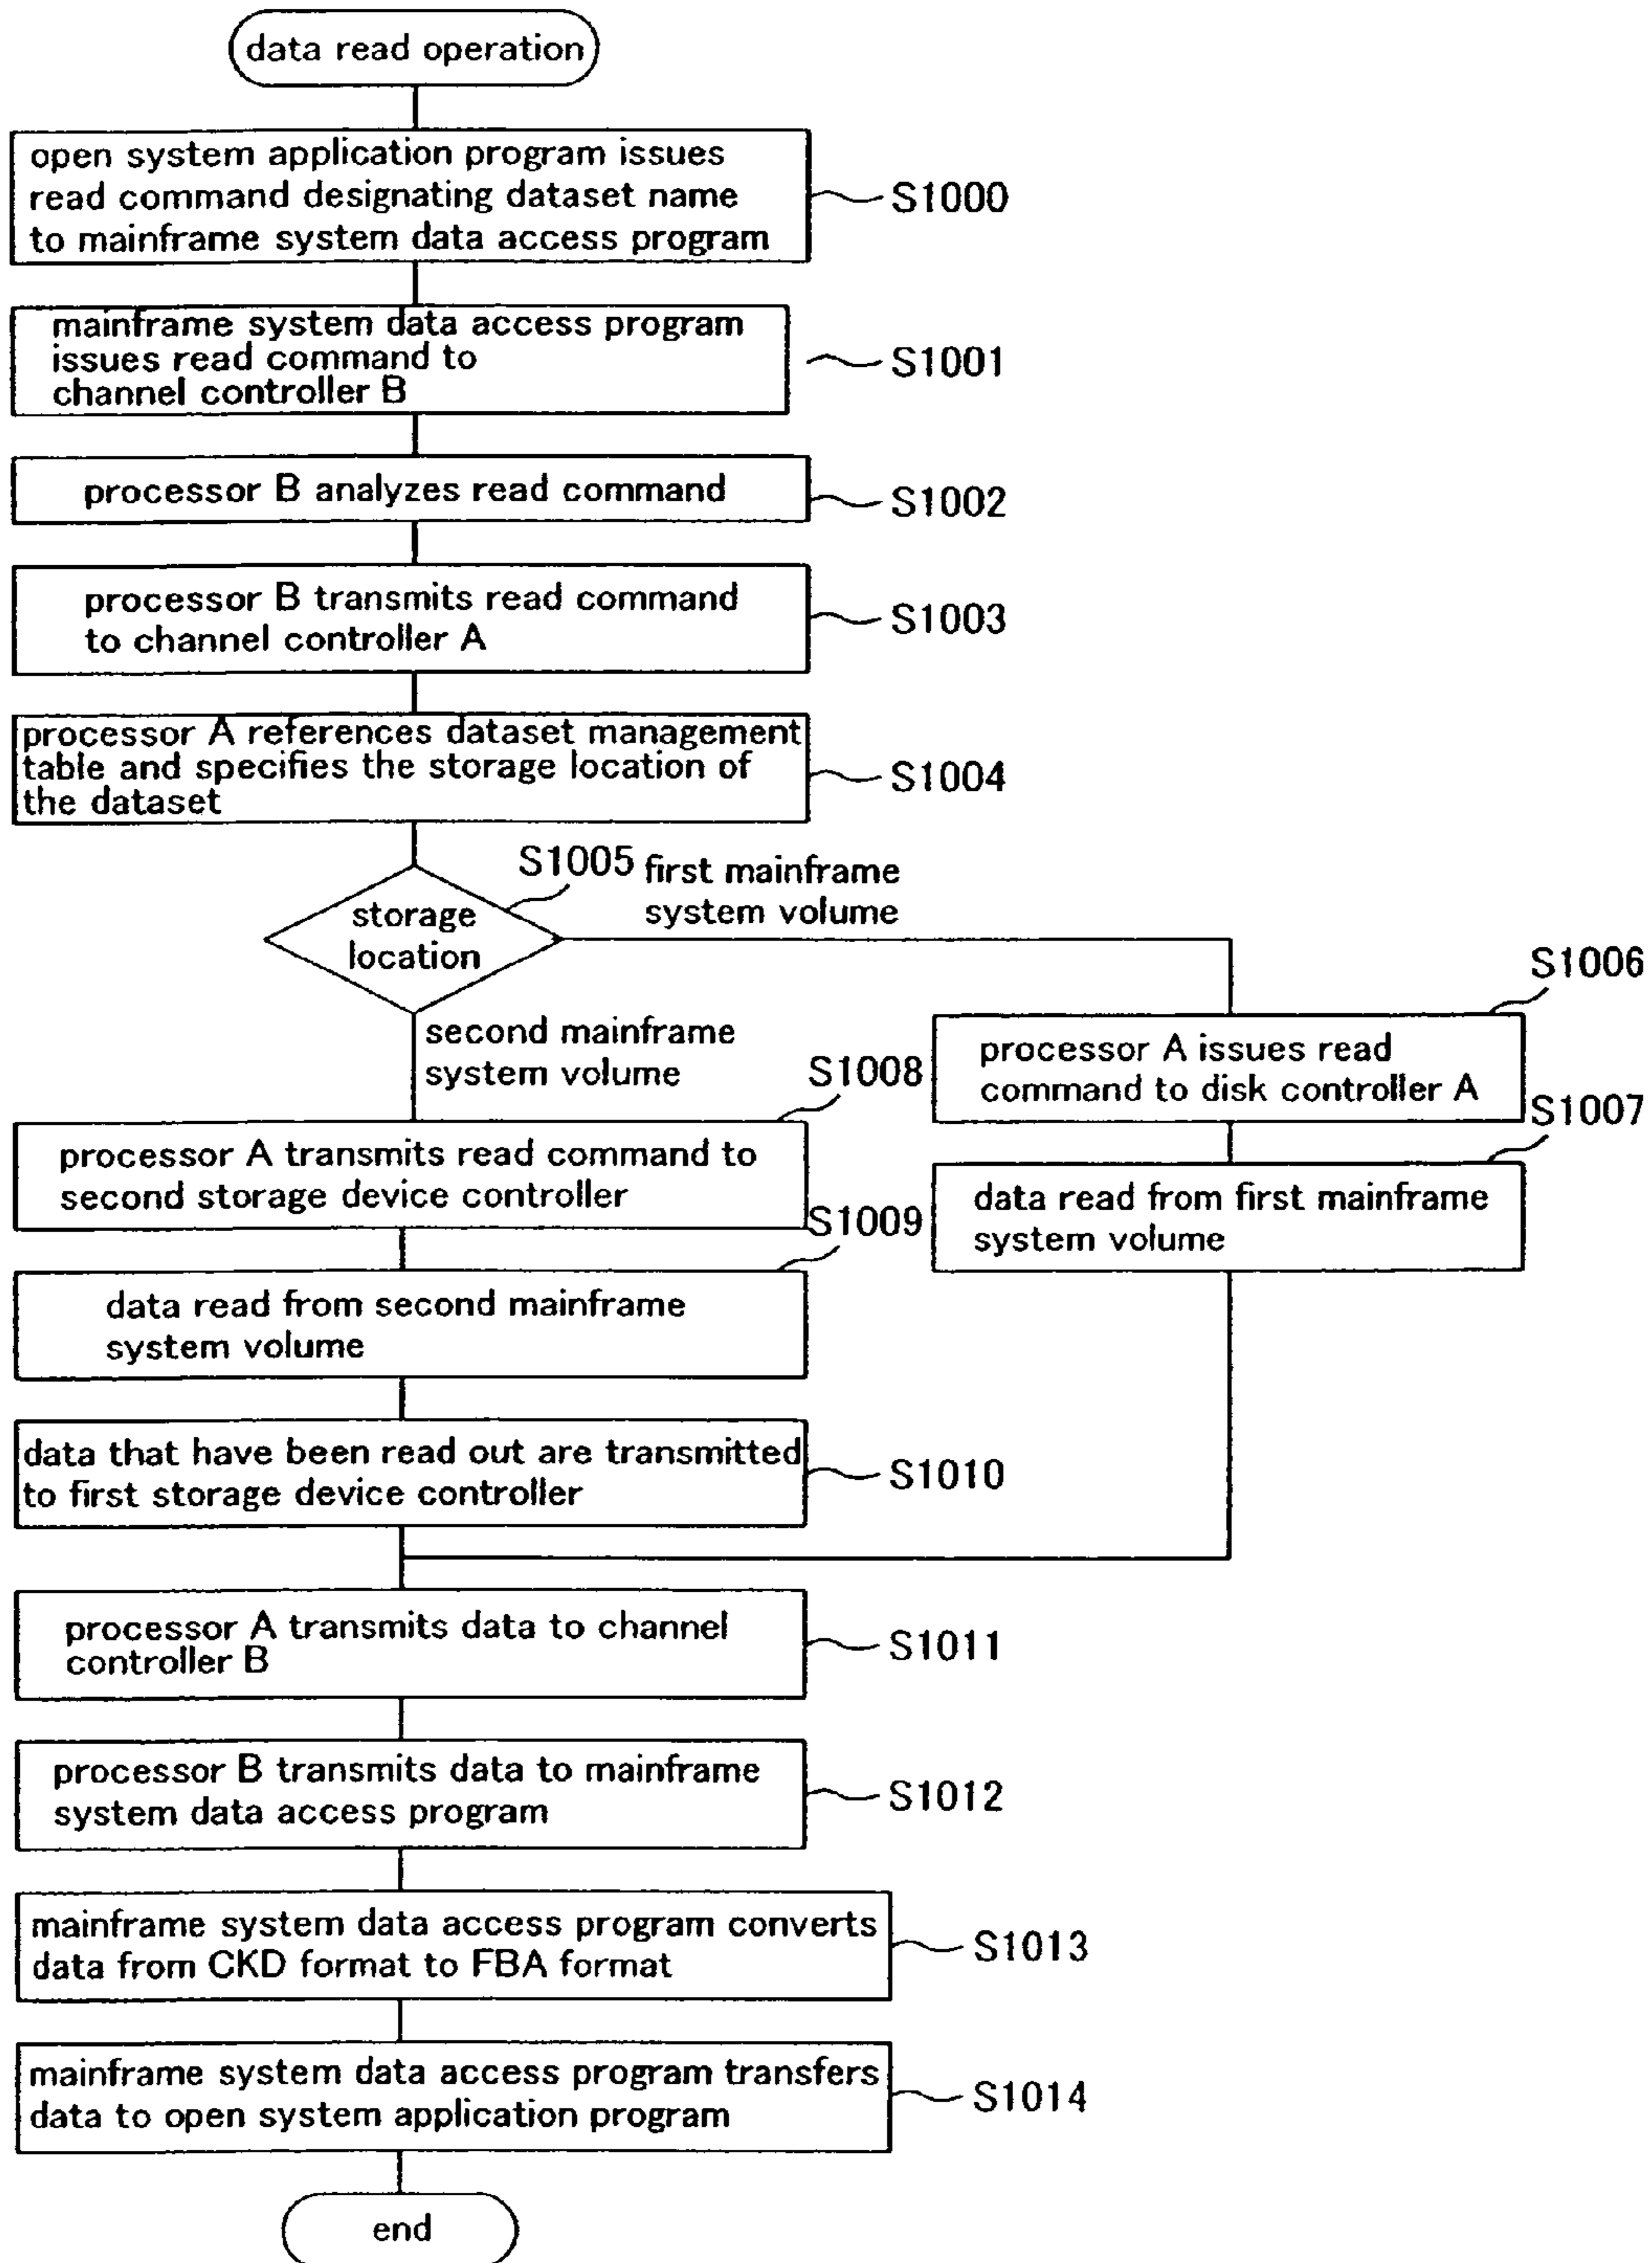 data read operation
open system application program issues
read command designating dataset name
to mainframe system data access program
S1000
mainframe system data access program
issues read command to
channel controller B
S1001
processor B analyzes read command
S1002
processor B transmits read command
to channel controller A
S1003
processor A references dataset management
table and specifies the storage location of
the dataset
S1004
S1005
first mainframe
system volume
storage
location
second mainframe
system volume
S1006
processor A issues read
command to disk controller A
S1007
data read from first mainframe
system volume
S1008
processor A transmits read command to
second storage device controller
S1009
data read from second mainframe
system volume
data that have been read out are transmitted
to first storage device controller
S1010
processor A transmits data to channel
controller B
S1011
processor B transmits data to mainframe
system data access program
S1012
mainframe system data access program converts
data from CKD format to FBA format
S1013
mainframe system data access program transfers
data to open system application program
S1014
end